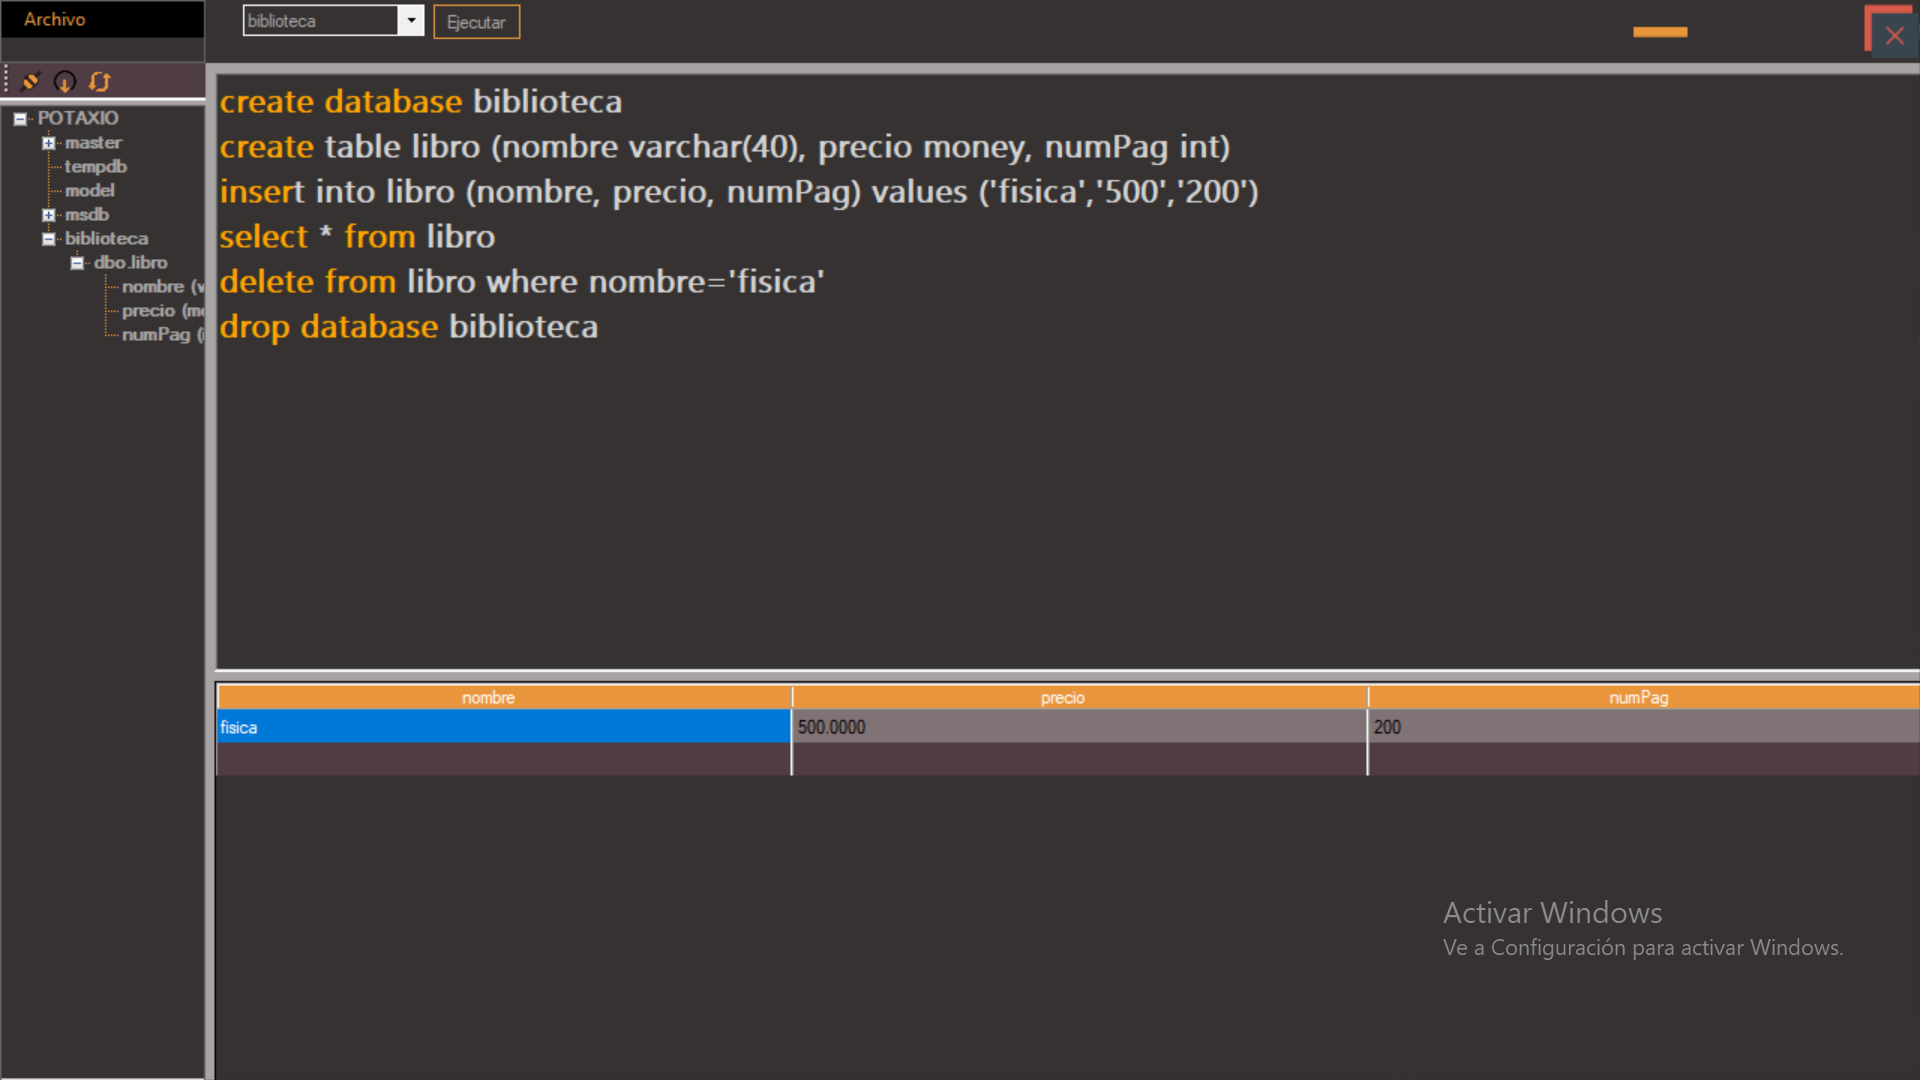 Archivo
biblioteca
Ejecutar
POTAXIO
master
tempdb
model
msdb
biblioteca
dbo.libro
nombre (v
precio (m
numPag (i
create database biblioteca
create table libro (nombre varchar(40), precio money, numPag int)
insert into libro (nombre, precio, numPag) values ('fisica','500','200')
select * from libro
delete from libro where nombre='fisica'
drop database biblioteca
nombre precio numPag
fisica 500.0000 200
Activar Windows
Ve a Configuración para activar Windows.